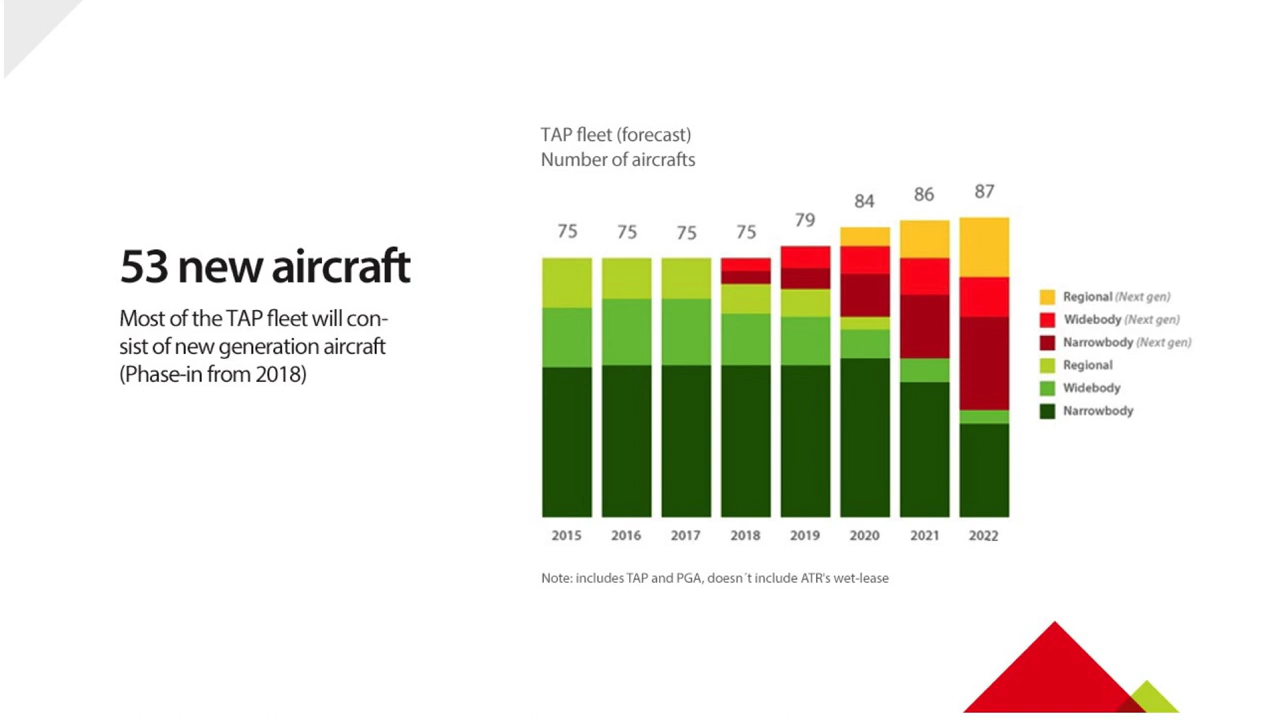 TAP fleet (forecast)
Number of aircrafts
53 new aircraft
Most of the TAP fleet will con-
sist of new generation aircraft
(Phase-in from 2018)
75
75
75
75
79
84
86
87
Regional (Next gen)
Widebody (Next gen)
Narrowbody (Next gen)
Regional
Widebody
Narrowbody
2015
2016
2017
2018
2019
2020
2021
2022
Note: includes TAP and PGA, doesn´t include ATR's wet-lease